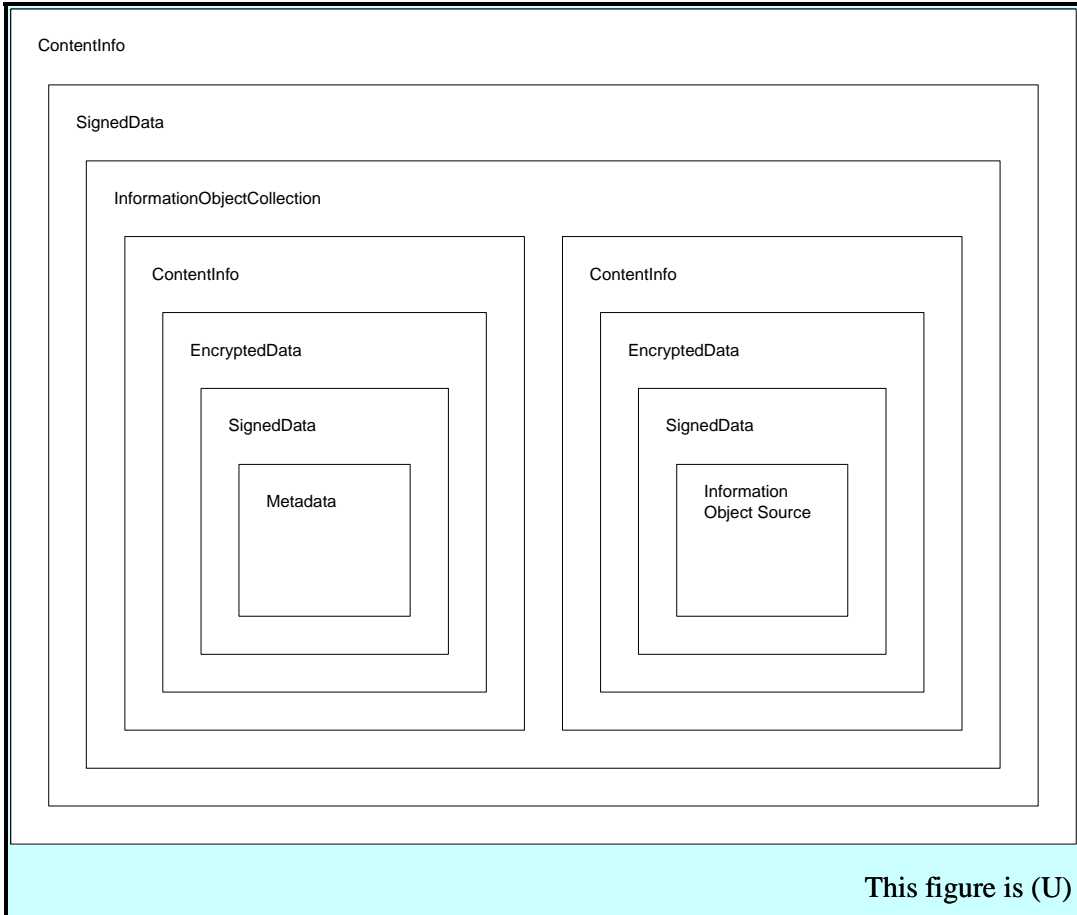 ContentInfo
SignedData
InformationObjectCollection
ContentInfo
EncryptedData
SignedData
Metadata
ContentInfo
EncryptedData
SignedData
Information
Object Source
This figure is (U)